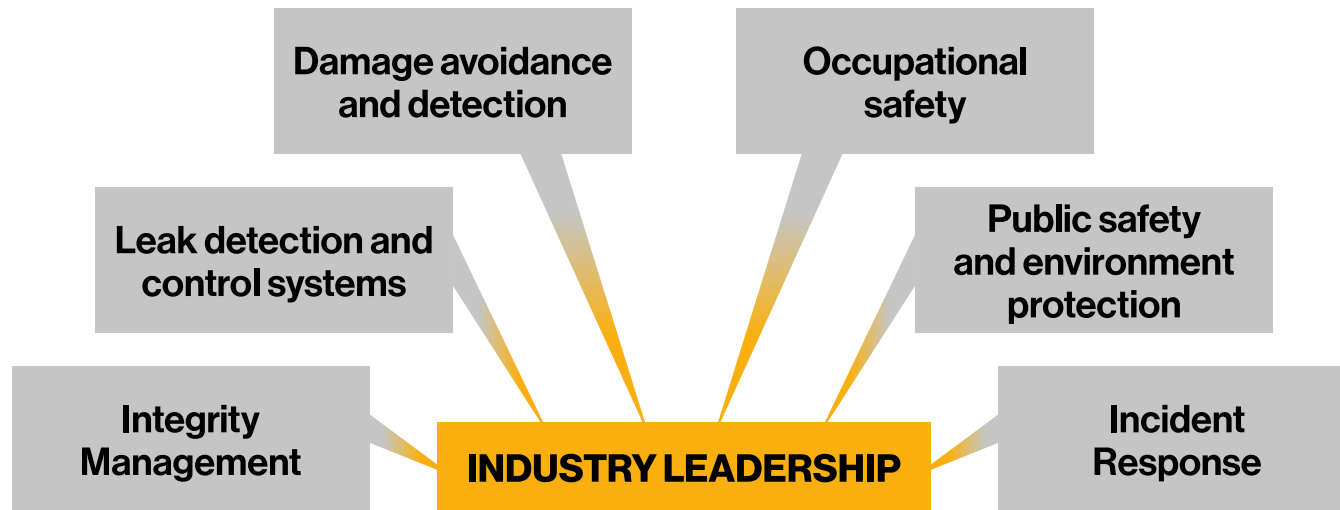 Damage avoidance
and detection
Occupational
safety
Leak detection and
control systems
Public safety
and environment
protection
Integrity
Management
INDUSTRY LEADERSHIP
Incident
Response